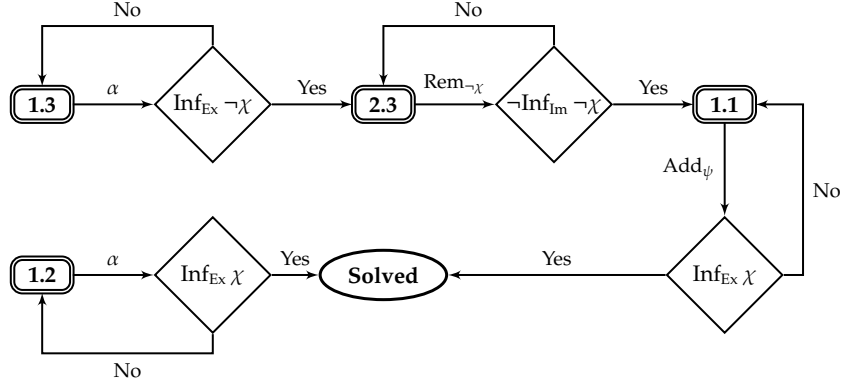 No
No
1.3
α
Inf_Ex ¬χ
Yes
2.3
Rem_¬χ
¬Inf_Im ¬χ
Yes
1.1
Add_ψ
No
1.2
α
Inf_Ex χ
Yes
Solved
Yes
Inf_Ex χ
No